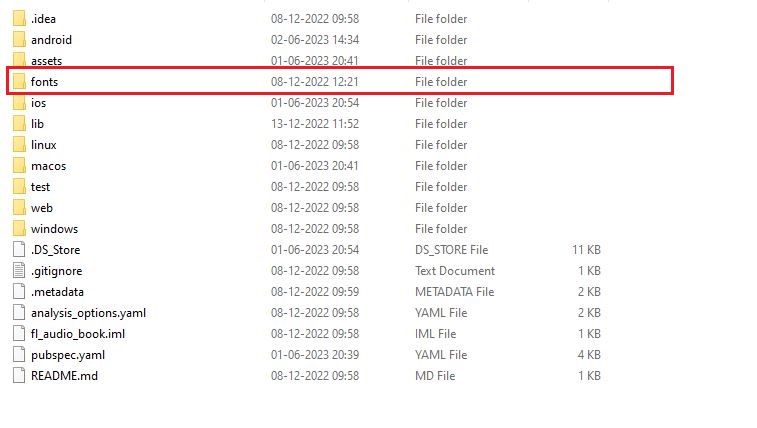 .idea 08-12-2022 09:58 File folder
android 02-06-2023 14:34 File folder
assets 01-06-2023 20:41 File folder
fonts 08-12-2022 12:21 File folder
ios 01-06-2023 20:54 File folder
lib 13-12-2022 11:52 File folder
linux 08-12-2022 09:58 File folder
macos 01-06-2023 20:41 File folder
test 08-12-2022 09:58 File folder
web 08-12-2022 09:58 File folder
windows 08-12-2022 09:58 File folder
.DS_Store 01-06-2023 20:54 DS_STORE File 11 KB
.gitignore 08-12-2022 09:58 Text Document 1 KB
.metadata 08-12-2022 09:59 METADATA File 2 KB
analysis_options.yaml 08-12-2022 09:58 YAML File 2 KB
fl_audio_book.iml 08-12-2022 09:58 IML File 1 KB
pubspec.yaml 01-06-2023 20:39 YAML File 4 KB
README.md 08-12-2022 09:58 MD File 1 KB